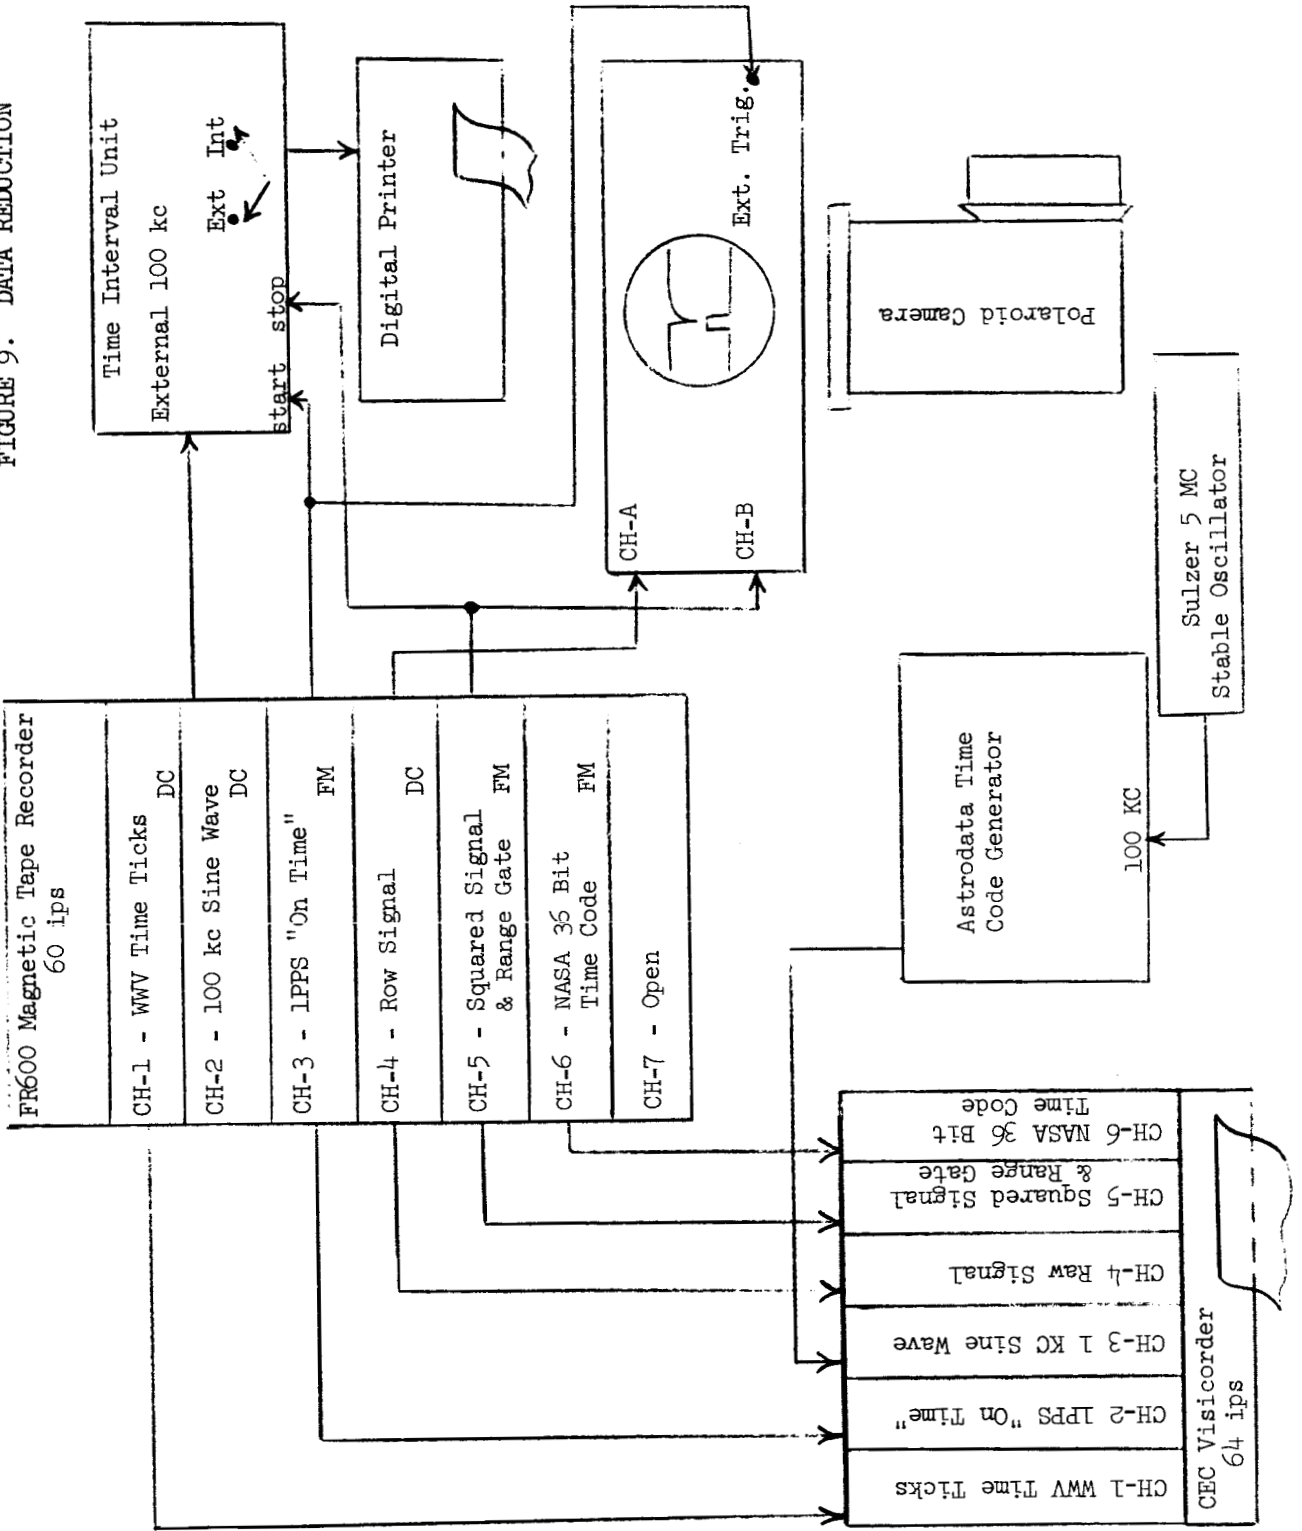 FIGURE 9. DATA REDUCTION
Time Interval Unit
External 100 kc
Ext Int
start stop
Digital Printer
Ext. Trig.
CH-A
CH-B
Polaroid Camera
Sulzer 5 MC
Stable Oscillator
FR600 Magnetic Tape Recorder
60 ips
CH-1 - WWV Time Ticks DC
CH-2 - 100 kc Sine Wave
DC
CH-3 - 1PPS "On Time"
FM
CH-4 - Row Signal DC
CH-5 - Squared Signal
& Range Gate FM
CH-6 - NASA 36 Bit
Time Code FM
CH-7 - Open
Astrodata Time
Code Generator
100 KC
CH-6 NASA 36 Bit
Time Code
CH-5 Squared Signal
& Range Gate
CH-4 Raw Signal
CH-3 1 KC Sine Wave
CH-2 1PPS "On Time"
CH-1 WWV Time Ticks
CEC Visicorder
64 ips